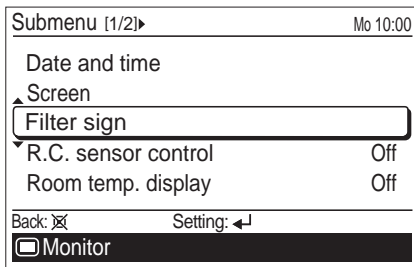 Submenu [1/2]▸ Mo 10:00
Date and time
Screen
Filter sign
R.C. sensor control Off
Room temp. display Off
Back: Setting:
Monitor